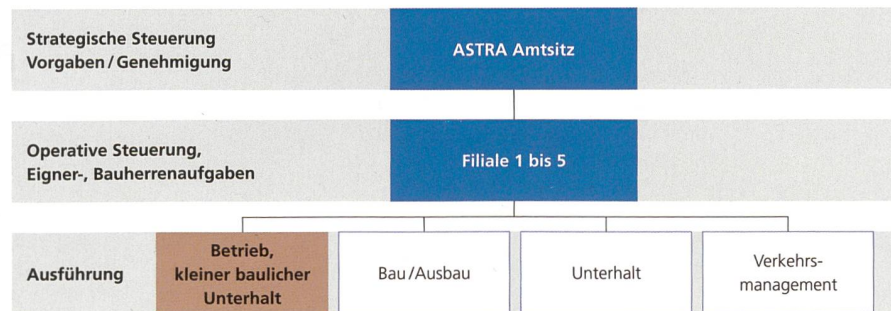 Strategische Steuerung
Vorgaben/Genehmigung
ASTRA Amtsitz
Operative Steuerung,
Eigner-, Bauherrenaufgaben
Filiale 1 bis 5
Ausführung
Betrieb,
kleiner baulicher
Unterhalt
Bau/Ausbau
Unterhalt
Verkehrs-
management